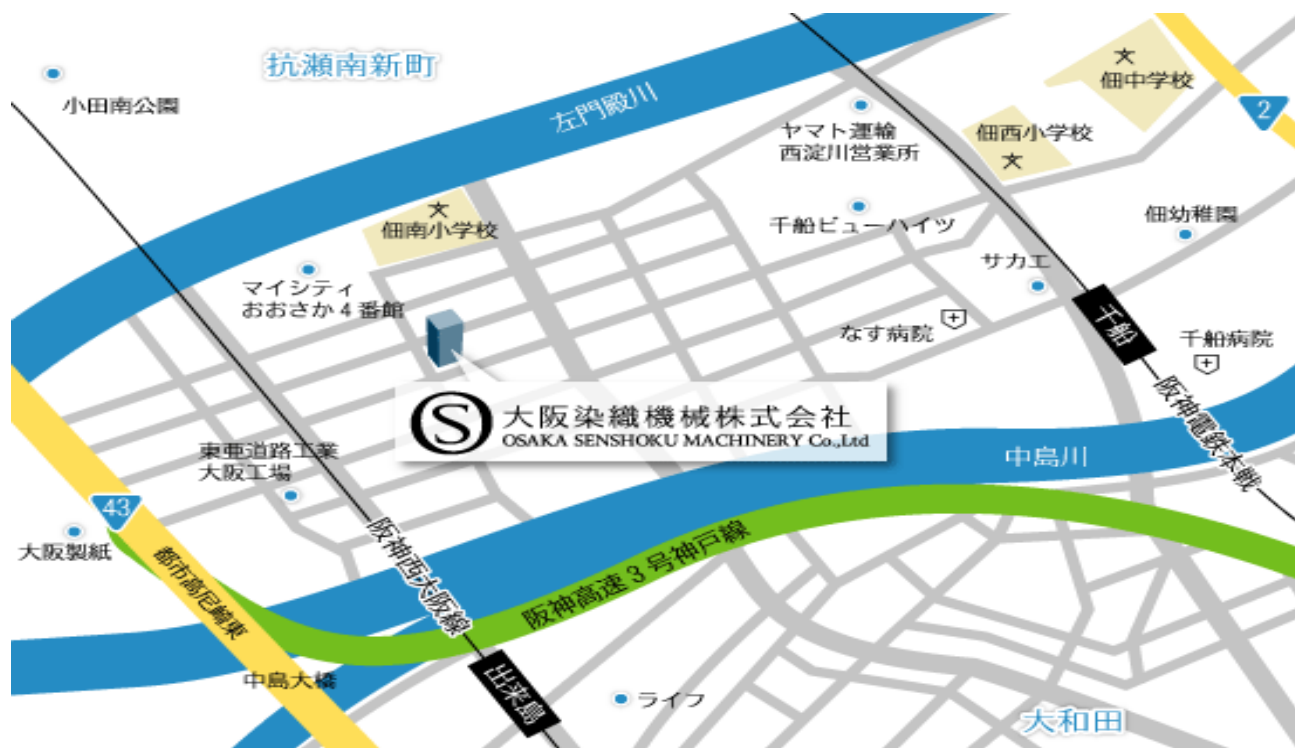 抗瀬南新町
小田南公園
左門殿川
佃中学校
2
ヤマト運輸
西淀川営業所
佃西小学校
佃南小学校
千船ビューハイツ
佃幼稚園
サカエ
マイシティ
おおさか4番館
なす病院
千船
千船病院
大阪染織機械株式会社
OSAKA SENSHOKU MACHINERY Co.,Ltd
阪神電鉄本戦
中島川
東亜道路工業
大阪工場
43
大阪製紙
都市高尼崎東
阪神西大阪線
阪神高速3号神戸線
中島大橋
出来島
ライフ
大和田